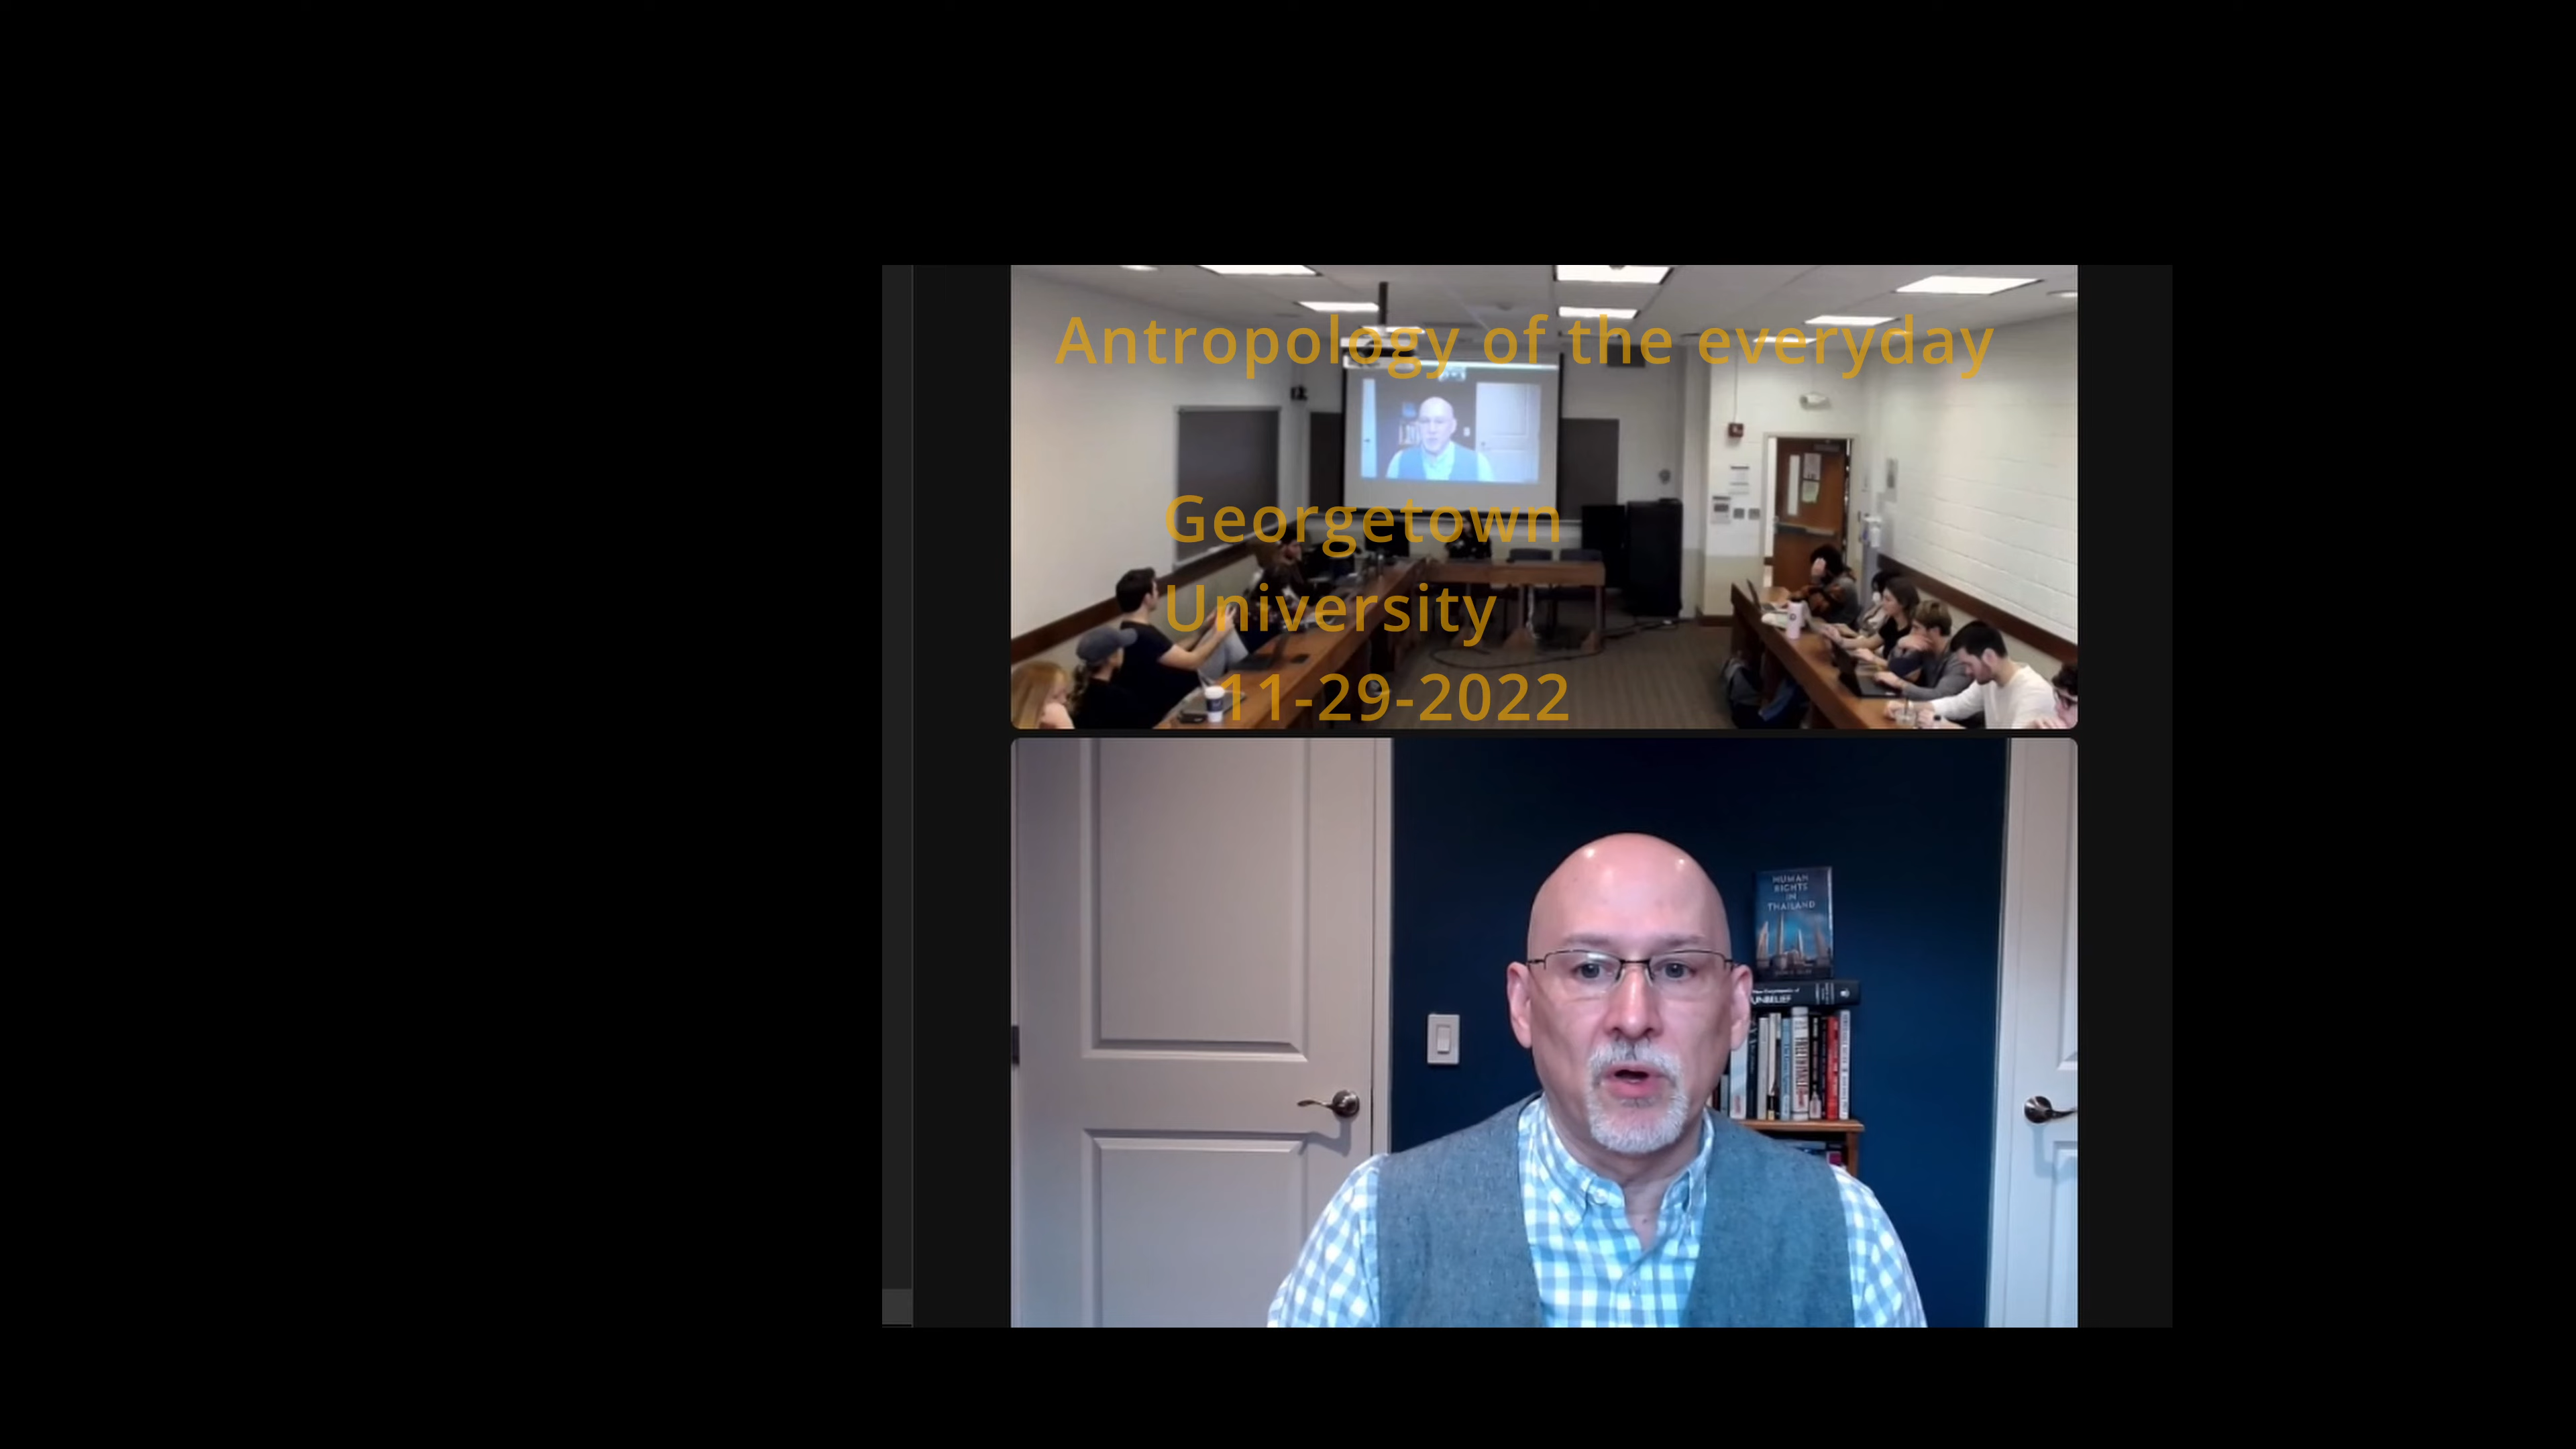 Antropology of the everyday
Georgetown
University
11-29-2022
HUMAN
RIGHTS
IN
THAILAND
UNBELIEF